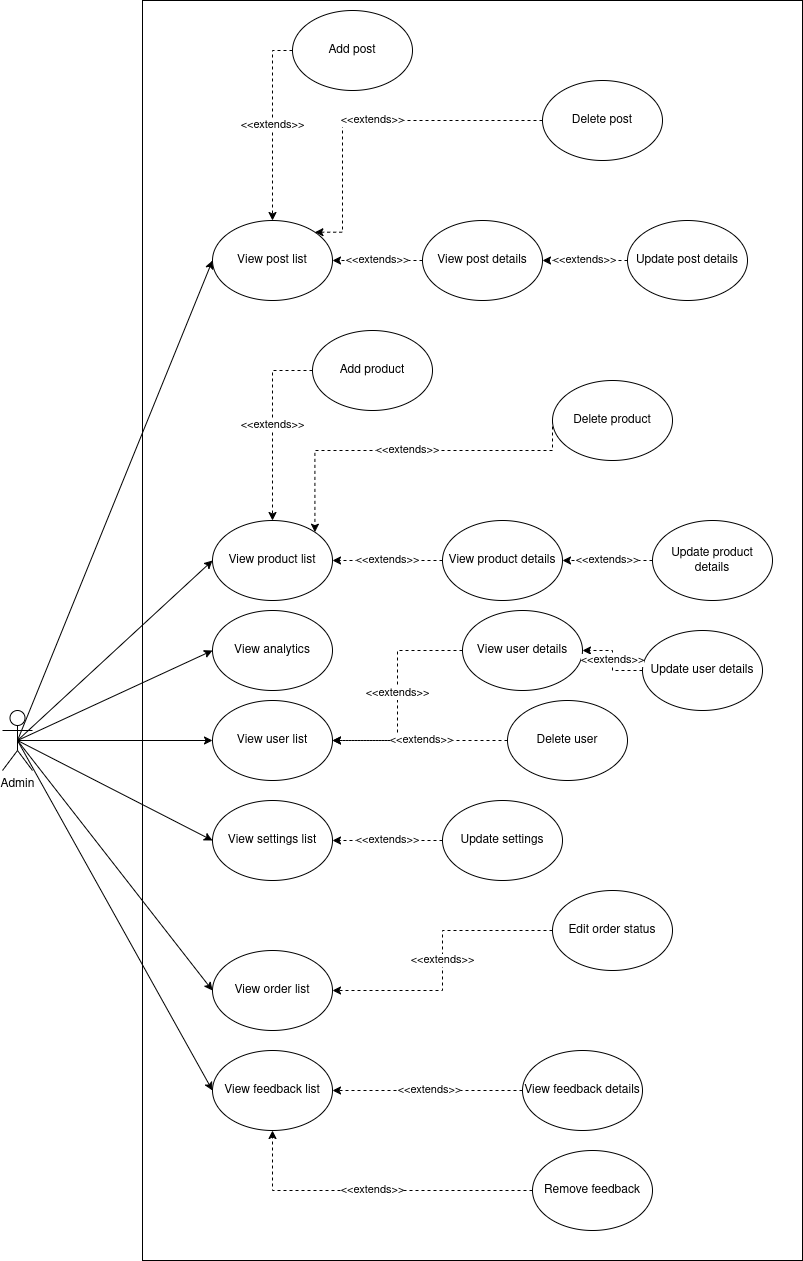 Add post
<<extends>>
<<extends>>
Delete post
View post list
<<extends>>
View post details
<<extends>>
Update post details
Add product
<<extends>>
Delete product
<<extends>>
View product list
<<extends>>
View product details
<<extends>>
Update product
details
View analytics
View user details
<<extends>>
Update user details
<<extends>>
View user list
<<extends>>
Delete user
Admin
View settings list
<<extends>>
Update settings
Edit order status
<<extends>>
View order list
View feedback list
<<extends>>
View feedback details
<<extends>>
Remove feedback